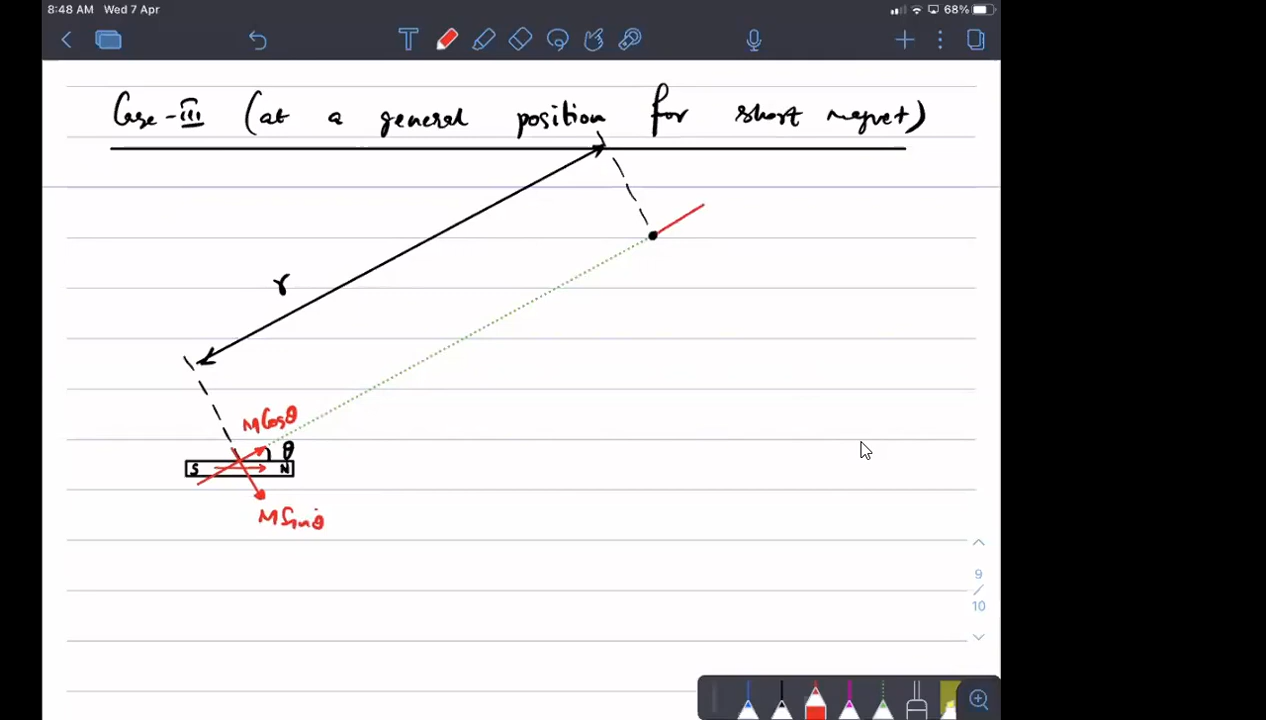 8:48 AM Wed 7 Apr
68%
T
Case-III (at a general position for short magnet)
r
MCosθ
θ
S N
MSinθ
9
/
10